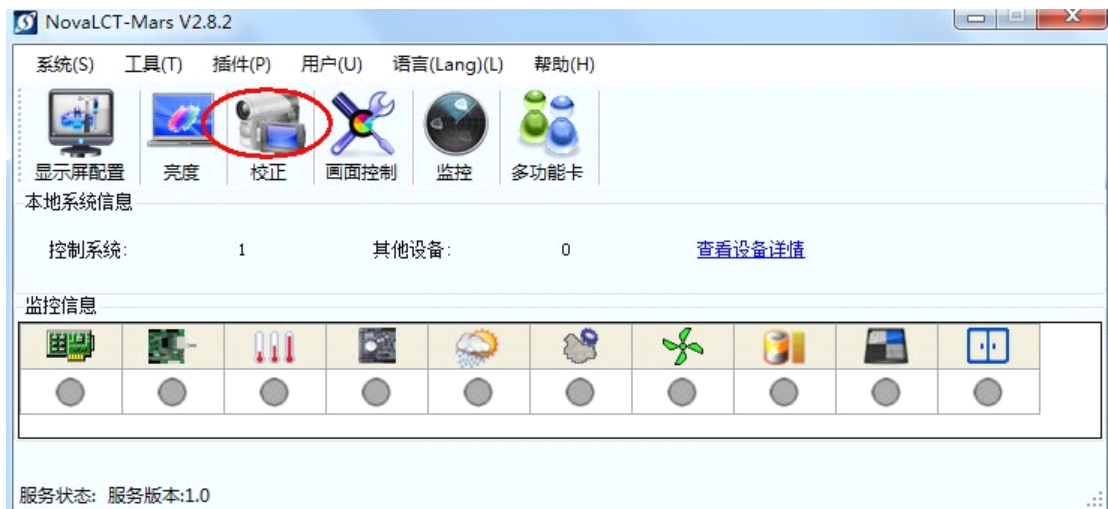 NovaLCT-Mars V2.8.2
系统(S) 工具(T) 插件(P) 用户(U) 语言(Lang)(L) 帮助(H)
显示屏配置 亮度 校正 画面控制 监控 多功能卡
本地系统信息
控制系统: 1 其他设备: 0 查看设备详情
监控信息
服务状态: 服务版本:1.0